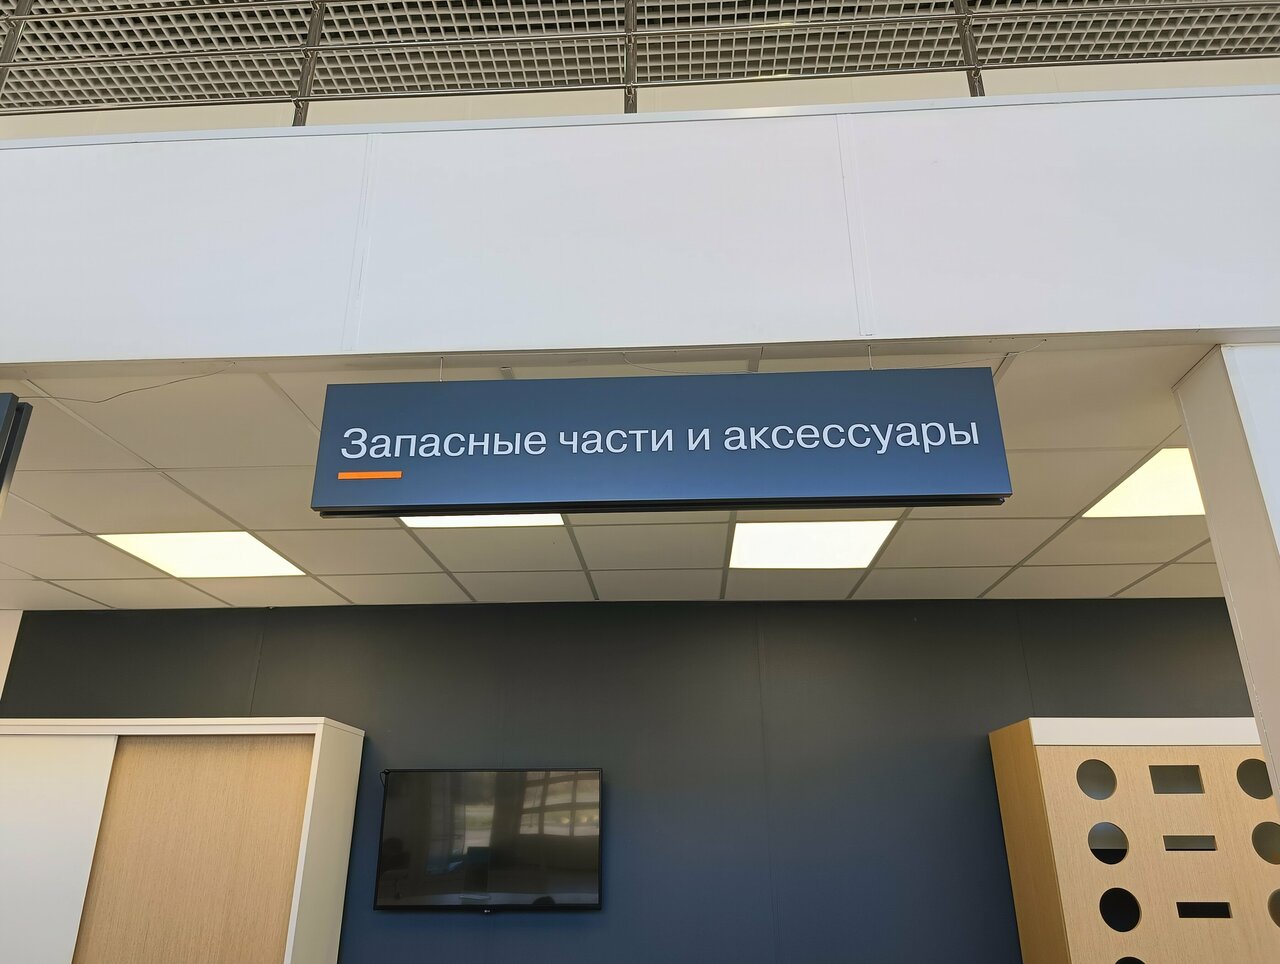 Запасные части и аксессуары